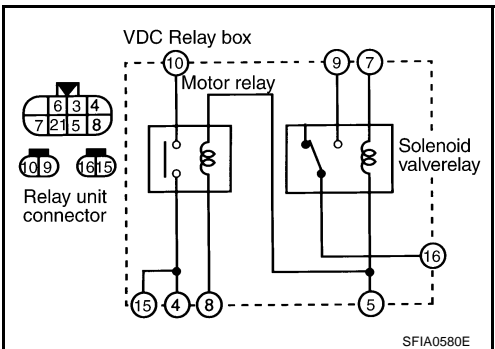 VDC Relay box
10
9
7
Motor relay
6 3 4
7 2 1 5 8
10 9
16 15
Relay unit
connector
Solenoid
valverelay
16
15
4
8
5
SFIA0580E